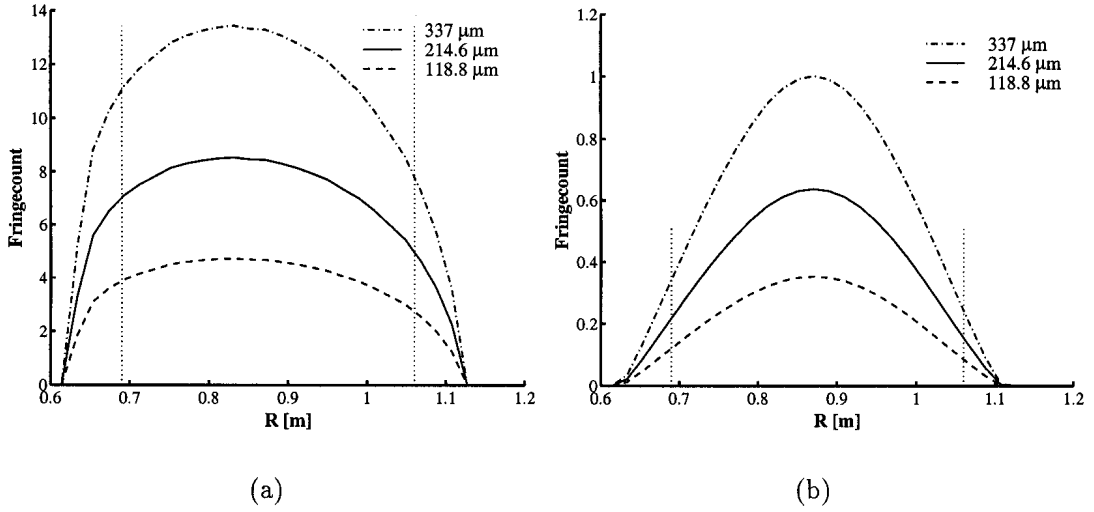 14
12
10
8
6
4
2
0
Fringecount
337 µm
214.6 µm
118.8 µm
0.6 0.7 0.8 0.9 1 1.1 1.2
R [m]
(a)
1.2
1
0.8
0.6
0.4
0.2
0
Fringecount
337 µm
214.6 µm
118.8 µm
0.6 0.7 0.8 0.9 1 1.1 1.2
R [m]
(b)